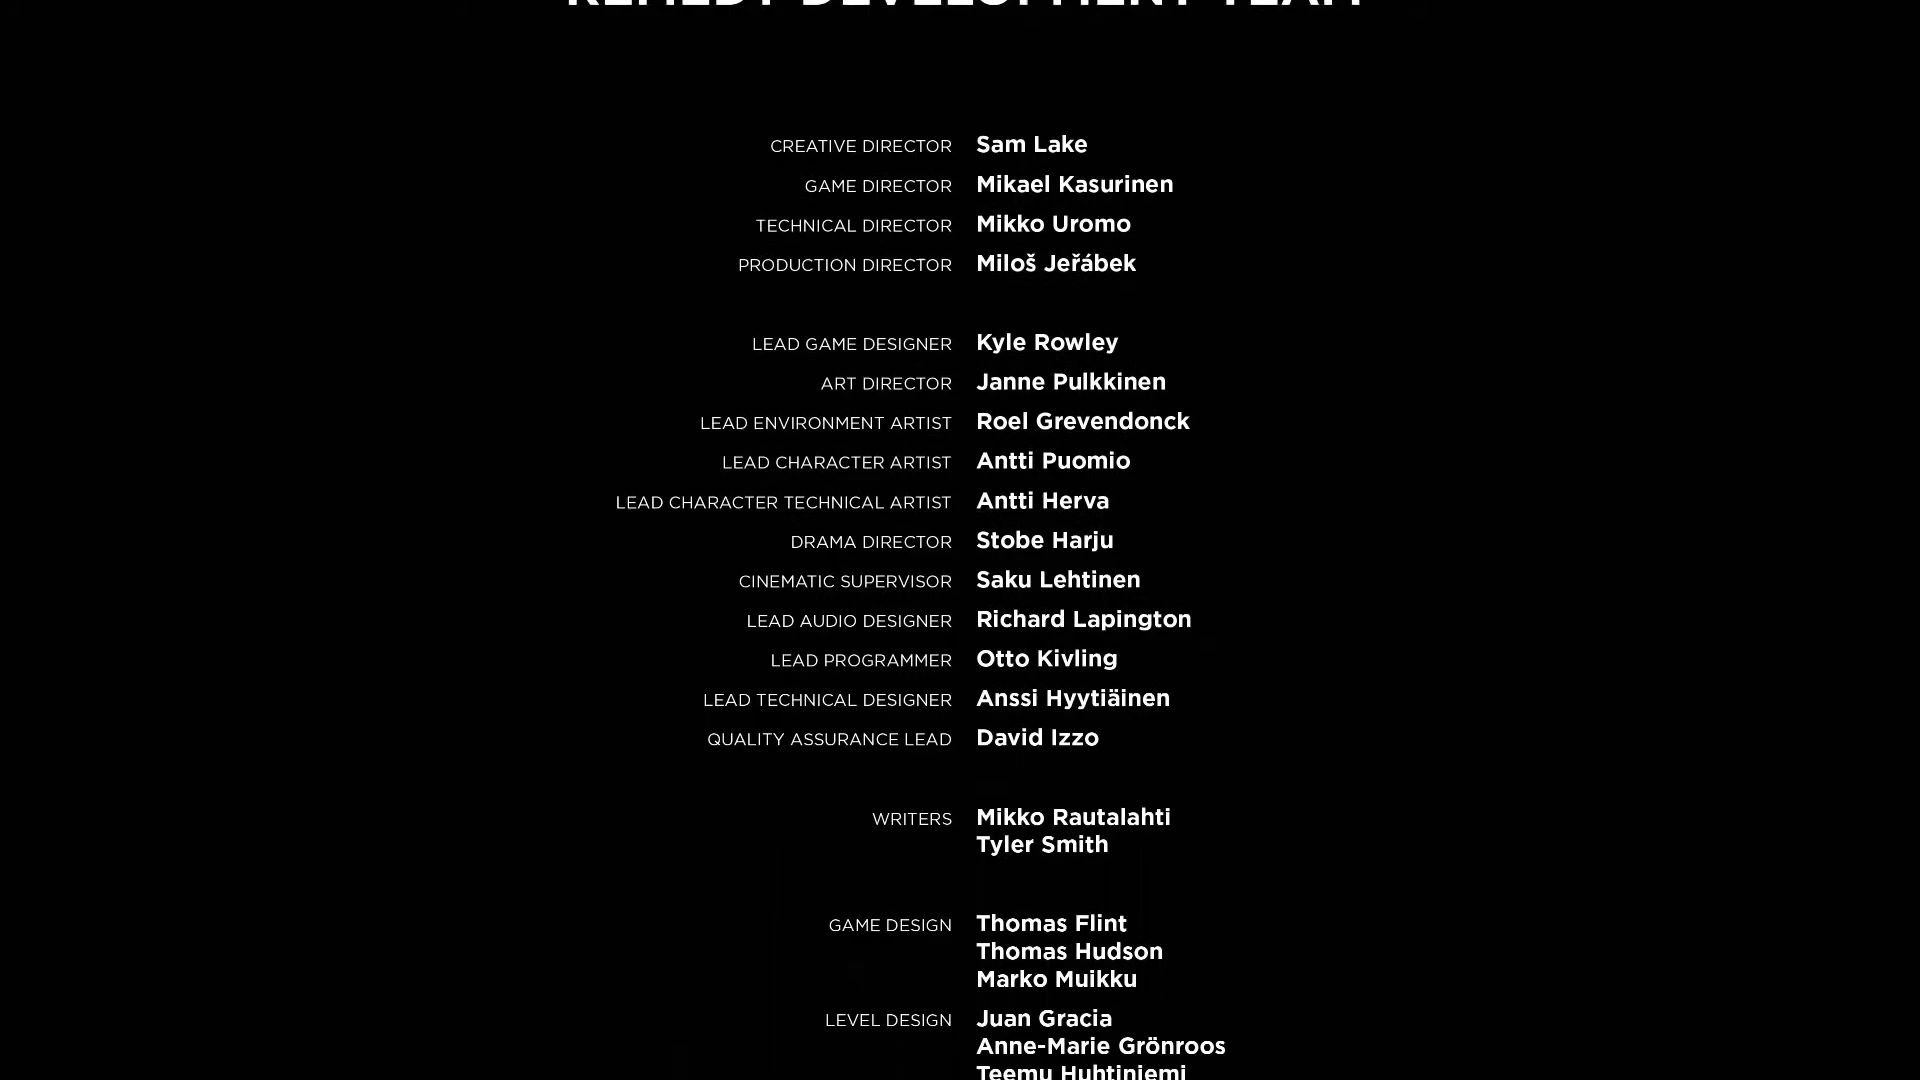 REMEDY DEVELOPMENT TEAM
CREATIVE DIRECTOR Sam Lake
GAME DIRECTOR Mikael Kasurinen
TECHNICAL DIRECTOR Mikko Uromo
PRODUCTION DIRECTOR Miloš Jeřábek
LEAD GAME DESIGNER Kyle Rowley
ART DIRECTOR Janne Pulkkinen
LEAD ENVIRONMENT ARTIST Roel Grevendonck
LEAD CHARACTER ARTIST Antti Puomio
LEAD CHARACTER TECHNICAL ARTIST Antti Herva
DRAMA DIRECTOR Stobe Harju
CINEMATIC SUPERVISOR Saku Lehtinen
LEAD AUDIO DESIGNER Richard Lapington
LEAD PROGRAMMER Otto Kivling
LEAD TECHNICAL DESIGNER Anssi Hyytiäinen
QUALITY ASSURANCE LEAD David Izzo
WRITERS Mikko Rautalahti
Tyler Smith
GAME DESIGN Thomas Flint
Thomas Hudson
Marko Muikku
LEVEL DESIGN Juan Gracia
Anne-Marie Grönroos
Teemu Huhtiniemi